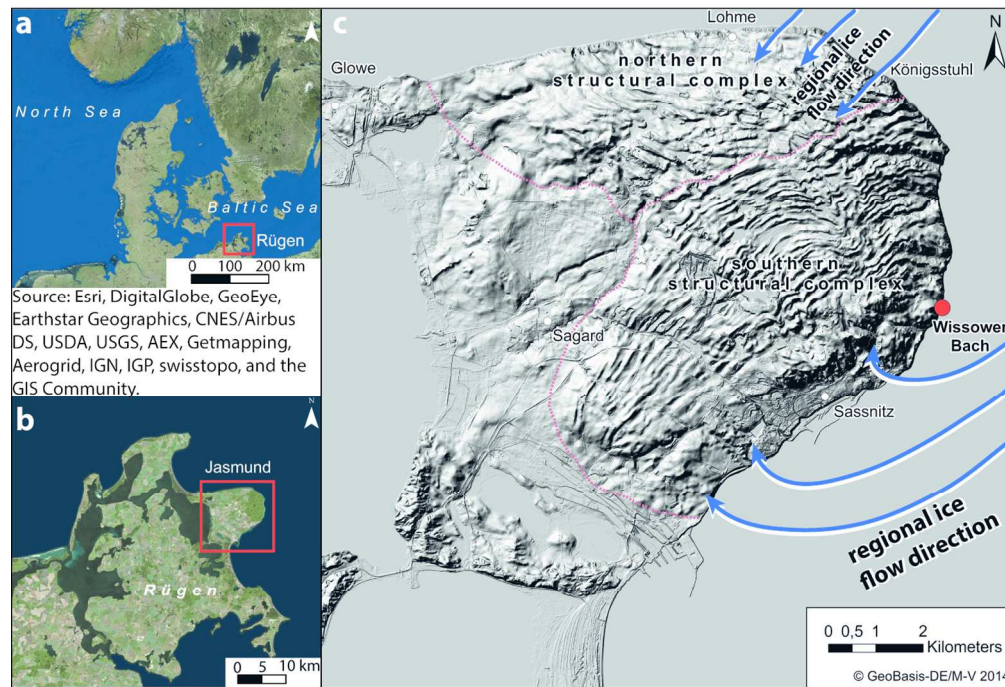 a
North Sea
Baltic Sea
Rügen
0 100 200 km
Source: Esri, DigitalGlobe, GeoEye,
Earthstar Geographics, CNES/Airbus
DS, USDA, USGS, AEX, Getmapping,
Aerogrid, IGN, IGP, swisstopo, and the
GIS Community.
b
N
Jasmund
Rügen
0 5 10 km
c
N
Lohme
Glowe
northern
structural complex
regional ice
flow direction
Königsstuhl
southern
structural complex
Sagard
Wissower
Bach
Sassnitz
regional ice
flow direction
0 0,5 1 2
Kilometers
© GeoBasis-DE/M-V 2014